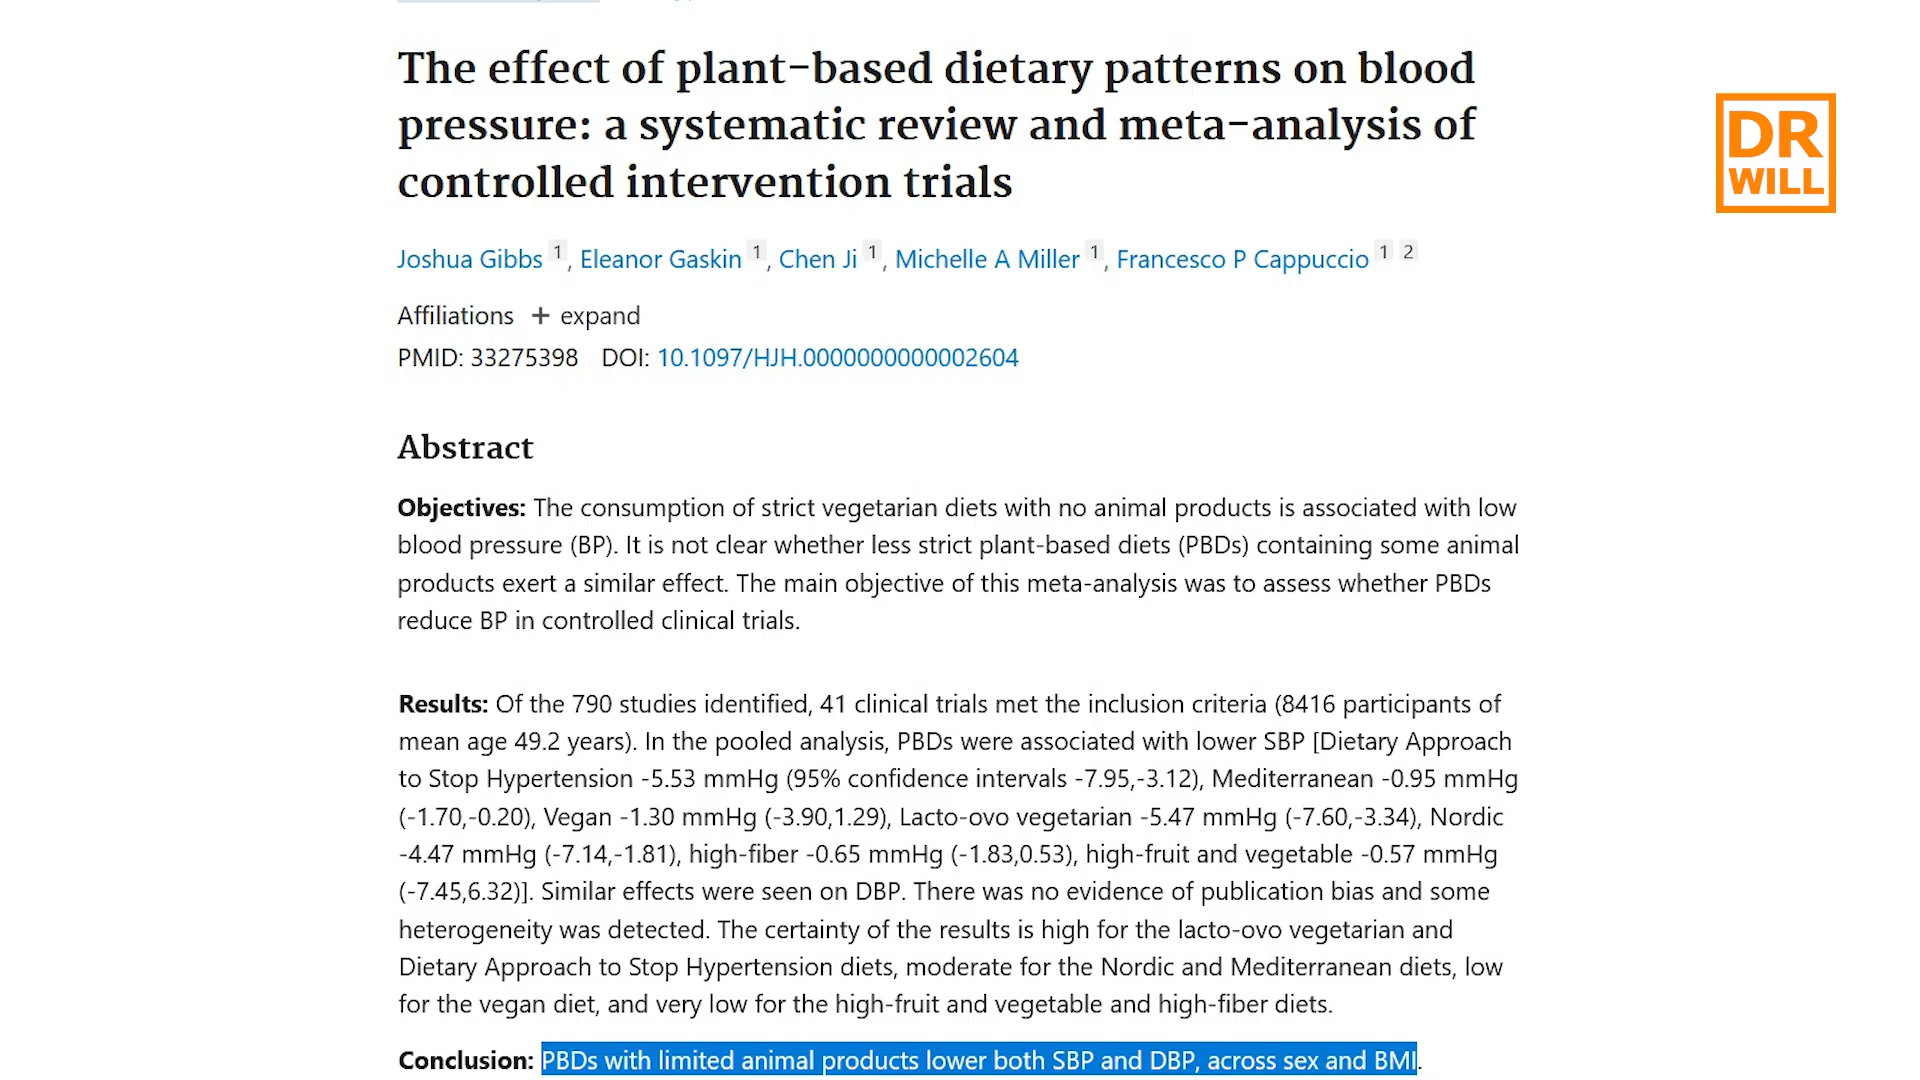 The effect of plant-based dietary patterns on blood
pressure: a systematic review and meta-analysis of
controlled intervention trials
DR
WILL
Joshua Gibbs 1, Eleanor Gaskin 1, Chen Ji 1, Michelle A Miller 1, Francesco P Cappuccio 1 2
Affiliations + expand
PMID: 33275398 DOI: 10.1097/HJH.0000000000002604
Abstract
Objectives: The consumption of strict vegetarian diets with no animal products is associated with low
blood pressure (BP). It is not clear whether less strict plant-based diets (PBDs) containing some animal
products exert a similar effect. The main objective of this meta-analysis was to assess whether PBDs
reduce BP in controlled clinical trials.
Results: Of the 790 studies identified, 41 clinical trials met the inclusion criteria (8416 participants of
mean age 49.2 years). In the pooled analysis, PBDs were associated with lower SBP [Dietary Approach
to Stop Hypertension -5.53 mmHg (95% confidence intervals -7.95,-3.12), Mediterranean -0.95 mmHg
(-1.70,-0.20), Vegan -1.30 mmHg (-3.90,1.29), Lacto-ovo vegetarian -5.47 mmHg (-7.60,-3.34), Nordic
-4.47 mmHg (-7.14,-1.81), high-fiber -0.65 mmHg (-1.83,0.53), high-fruit and vegetable -0.57 mmHg
(-7.45,6.32)]. Similar effects were seen on DBP. There was no evidence of publication bias and some
heterogeneity was detected. The certainty of the results is high for the lacto-ovo vegetarian and
Dietary Approach to Stop Hypertension diets, moderate for the Nordic and Mediterranean diets, low
for the vegan diet, and very low for the high-fruit and vegetable and high-fiber diets.
Conclusion: PBDs with limited animal products lower both SBP and DBP, across sex and BMI.